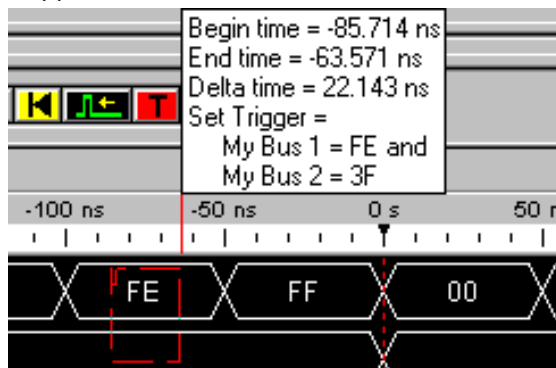 Begin time = -85.714 ns
End time = -63.571 ns
Delta time = 22.143 ns
Set Trigger =
My Bus 1 = FE and
My Bus 2 = 3F
T
-100 ns -50 ns 0 s 50
FE FF 00